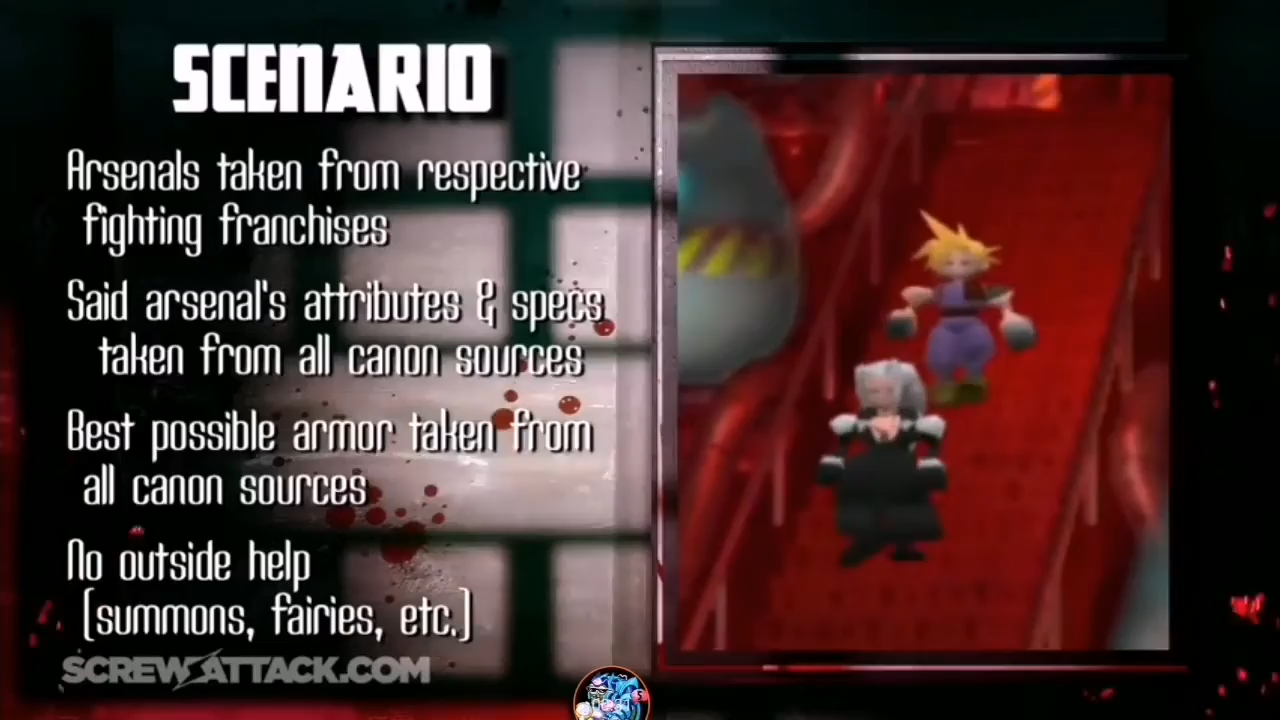 SCENARIO
Arsenals taken from respective
fighting franchises
Said arsenal's attributes & specs
taken from all canon sources
Best possible armor taken from
all canon sources
No outside help
(summons, fairies, etc.)
SCREWATTACK.COM